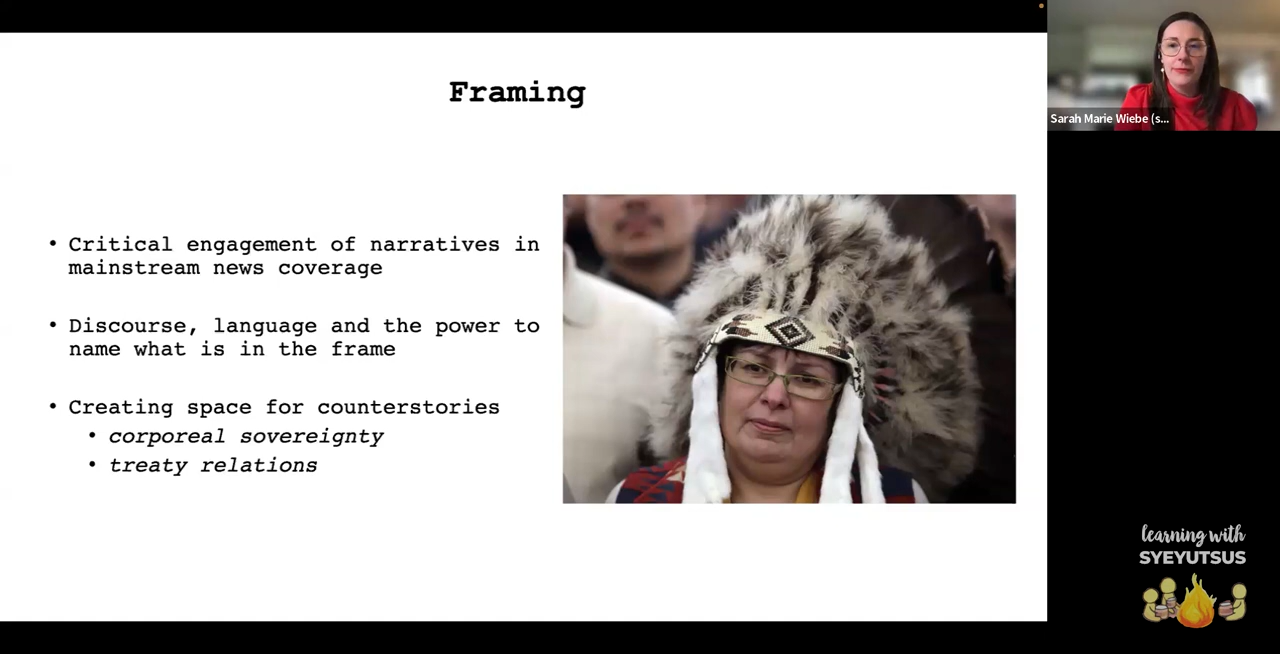 Framing
• Critical engagement of narratives in
mainstream news coverage
• Discourse, language and the power to
name what is in the frame
• Creating space for counterstories
• corporeal sovereignty
• treaty relations
Sarah Marie Wiebe (s...
learning with
SYEYUTSUS